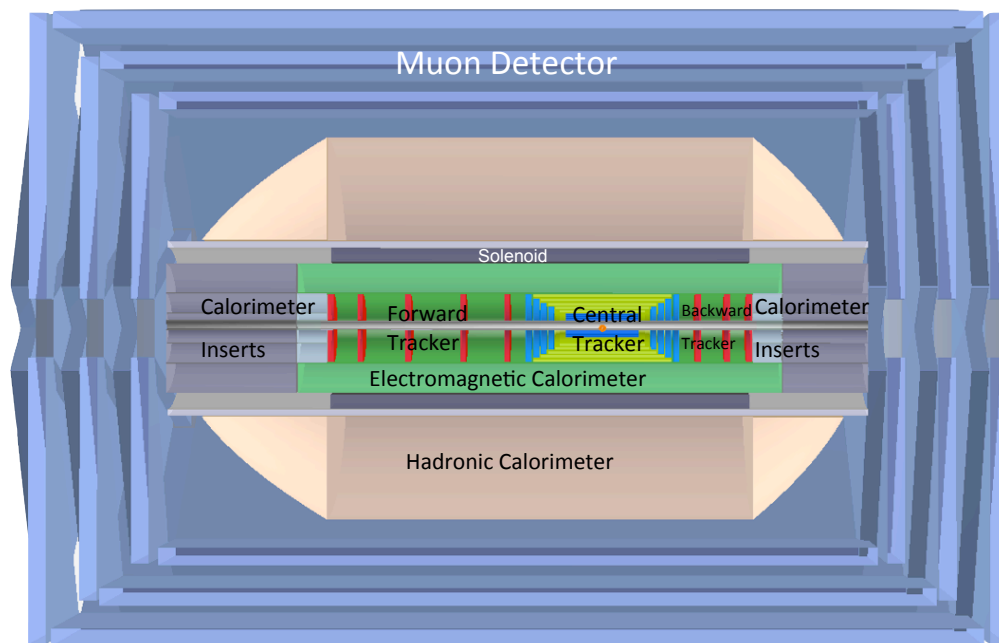 Muon Detector
Solenoid
Calorimeter
Forward
Central
Backward
Calorimeter
Inserts
Tracker
Tracker
Tracker
Inserts
Electromagnetic Calorimeter
Hadronic Calorimeter